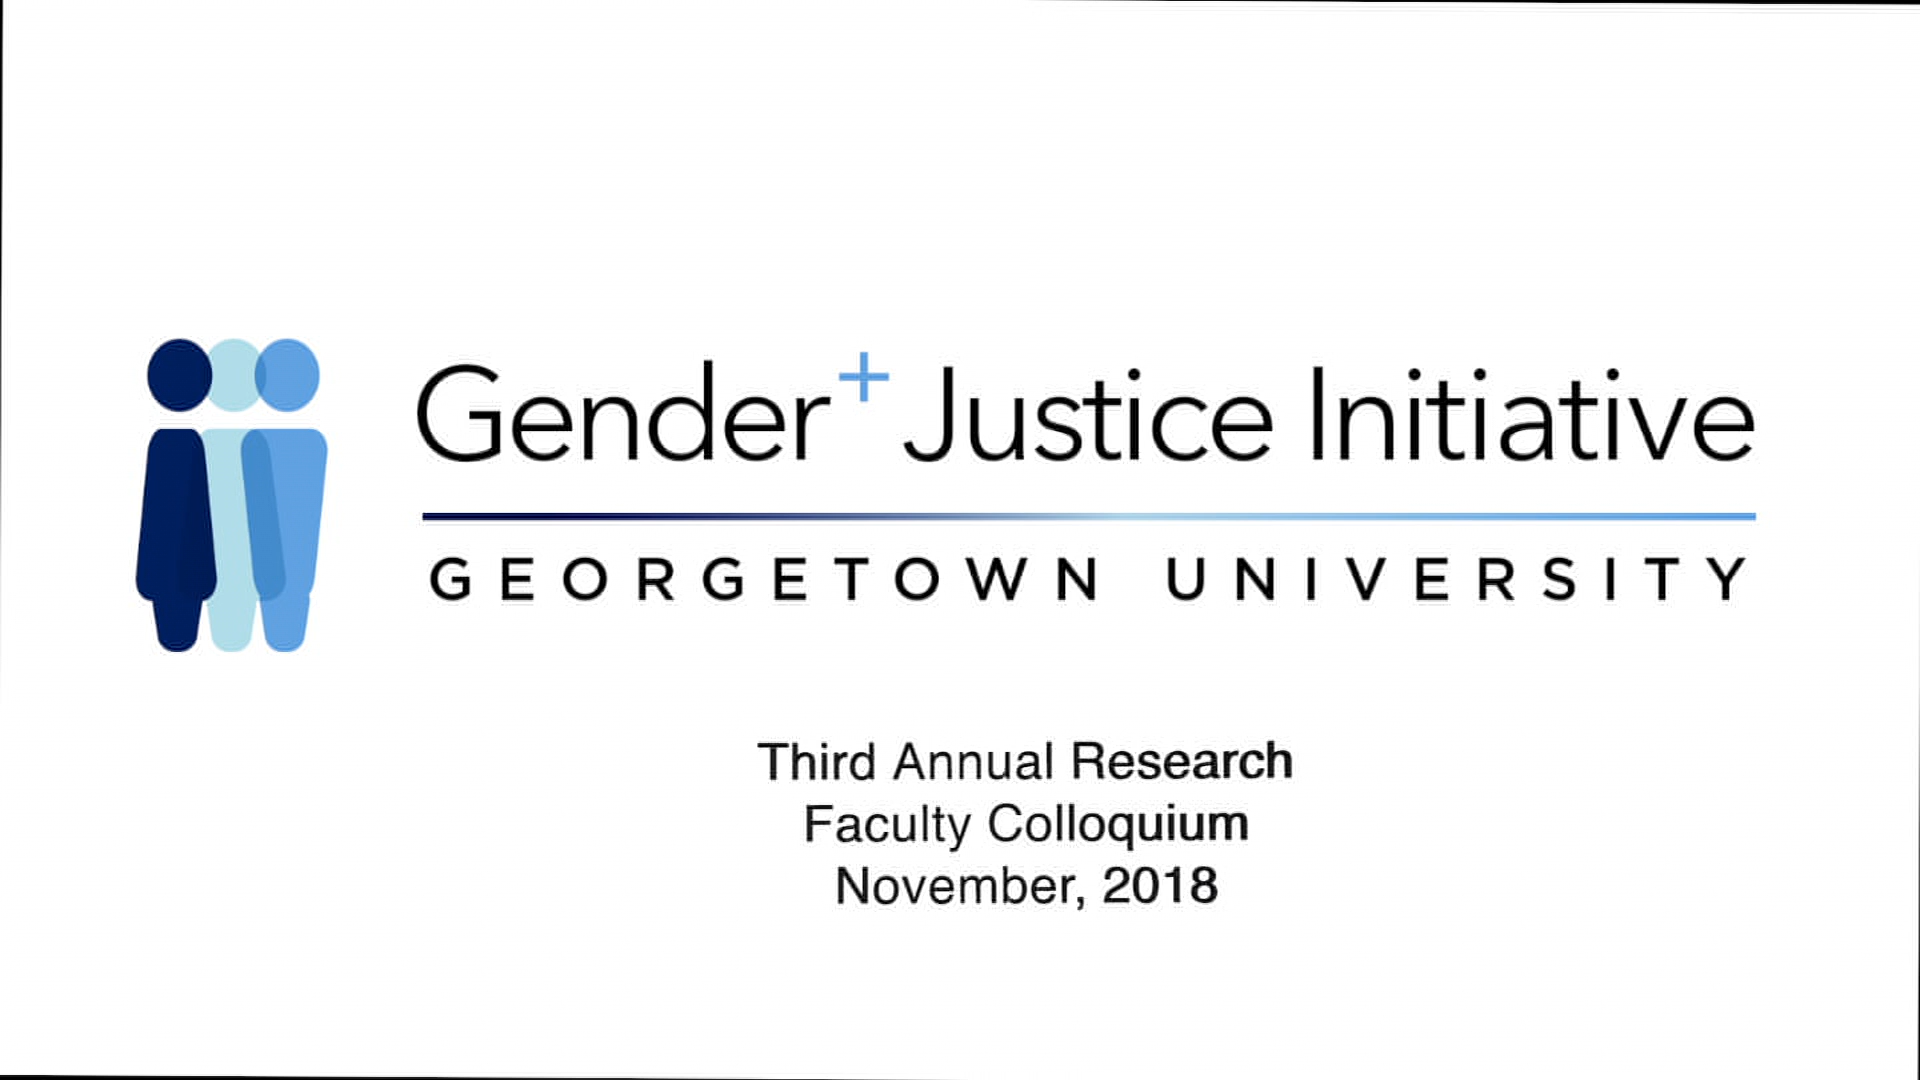 Gender+ Justice Initiative
GEORGETOWN UNIVERSITY
Third Annual Research
Faculty Colloquium
November, 2018